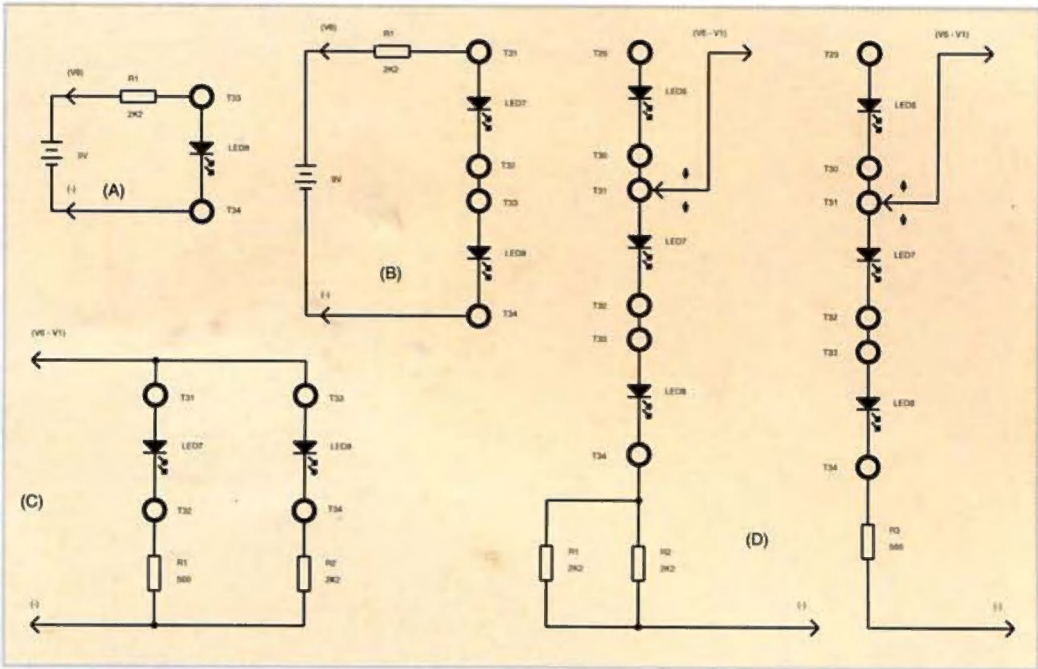 (V6)
R1
2K2
T33
LED8
9V
(-)
(A)
T34
(V6)
R1
2K2
T31
LED7
T32
T33
9V
LED8
(B)
(-)
T34
(V6 - V1)
T31
T33
LED7
LED8
T32
T34
(C)
R1
R2
2K2
(-)
(V6 - V1)
T29
LED6
T30
T31
LED7
T32
T33
LED8
T34
R1
2K2
R2
2K2
(D)
(-)
(V6 - V1)
T29
LED6
T30
T31
LED7
T32
T33
LED8
T34
R3
(-)